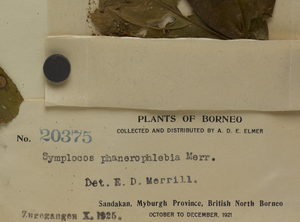 PLANTS OF BORNEO
COLLECTED AND DISTRIBUTED BY A. D. E. ELMER
No. 20375
Symplocos phanerophlebia Merr.
Det. E. D. Merrill.
Sandakan, Myburgh Province, British North Borneo
Zuregangen X. 1925. OCTOBER TO DECEMBER, 1921